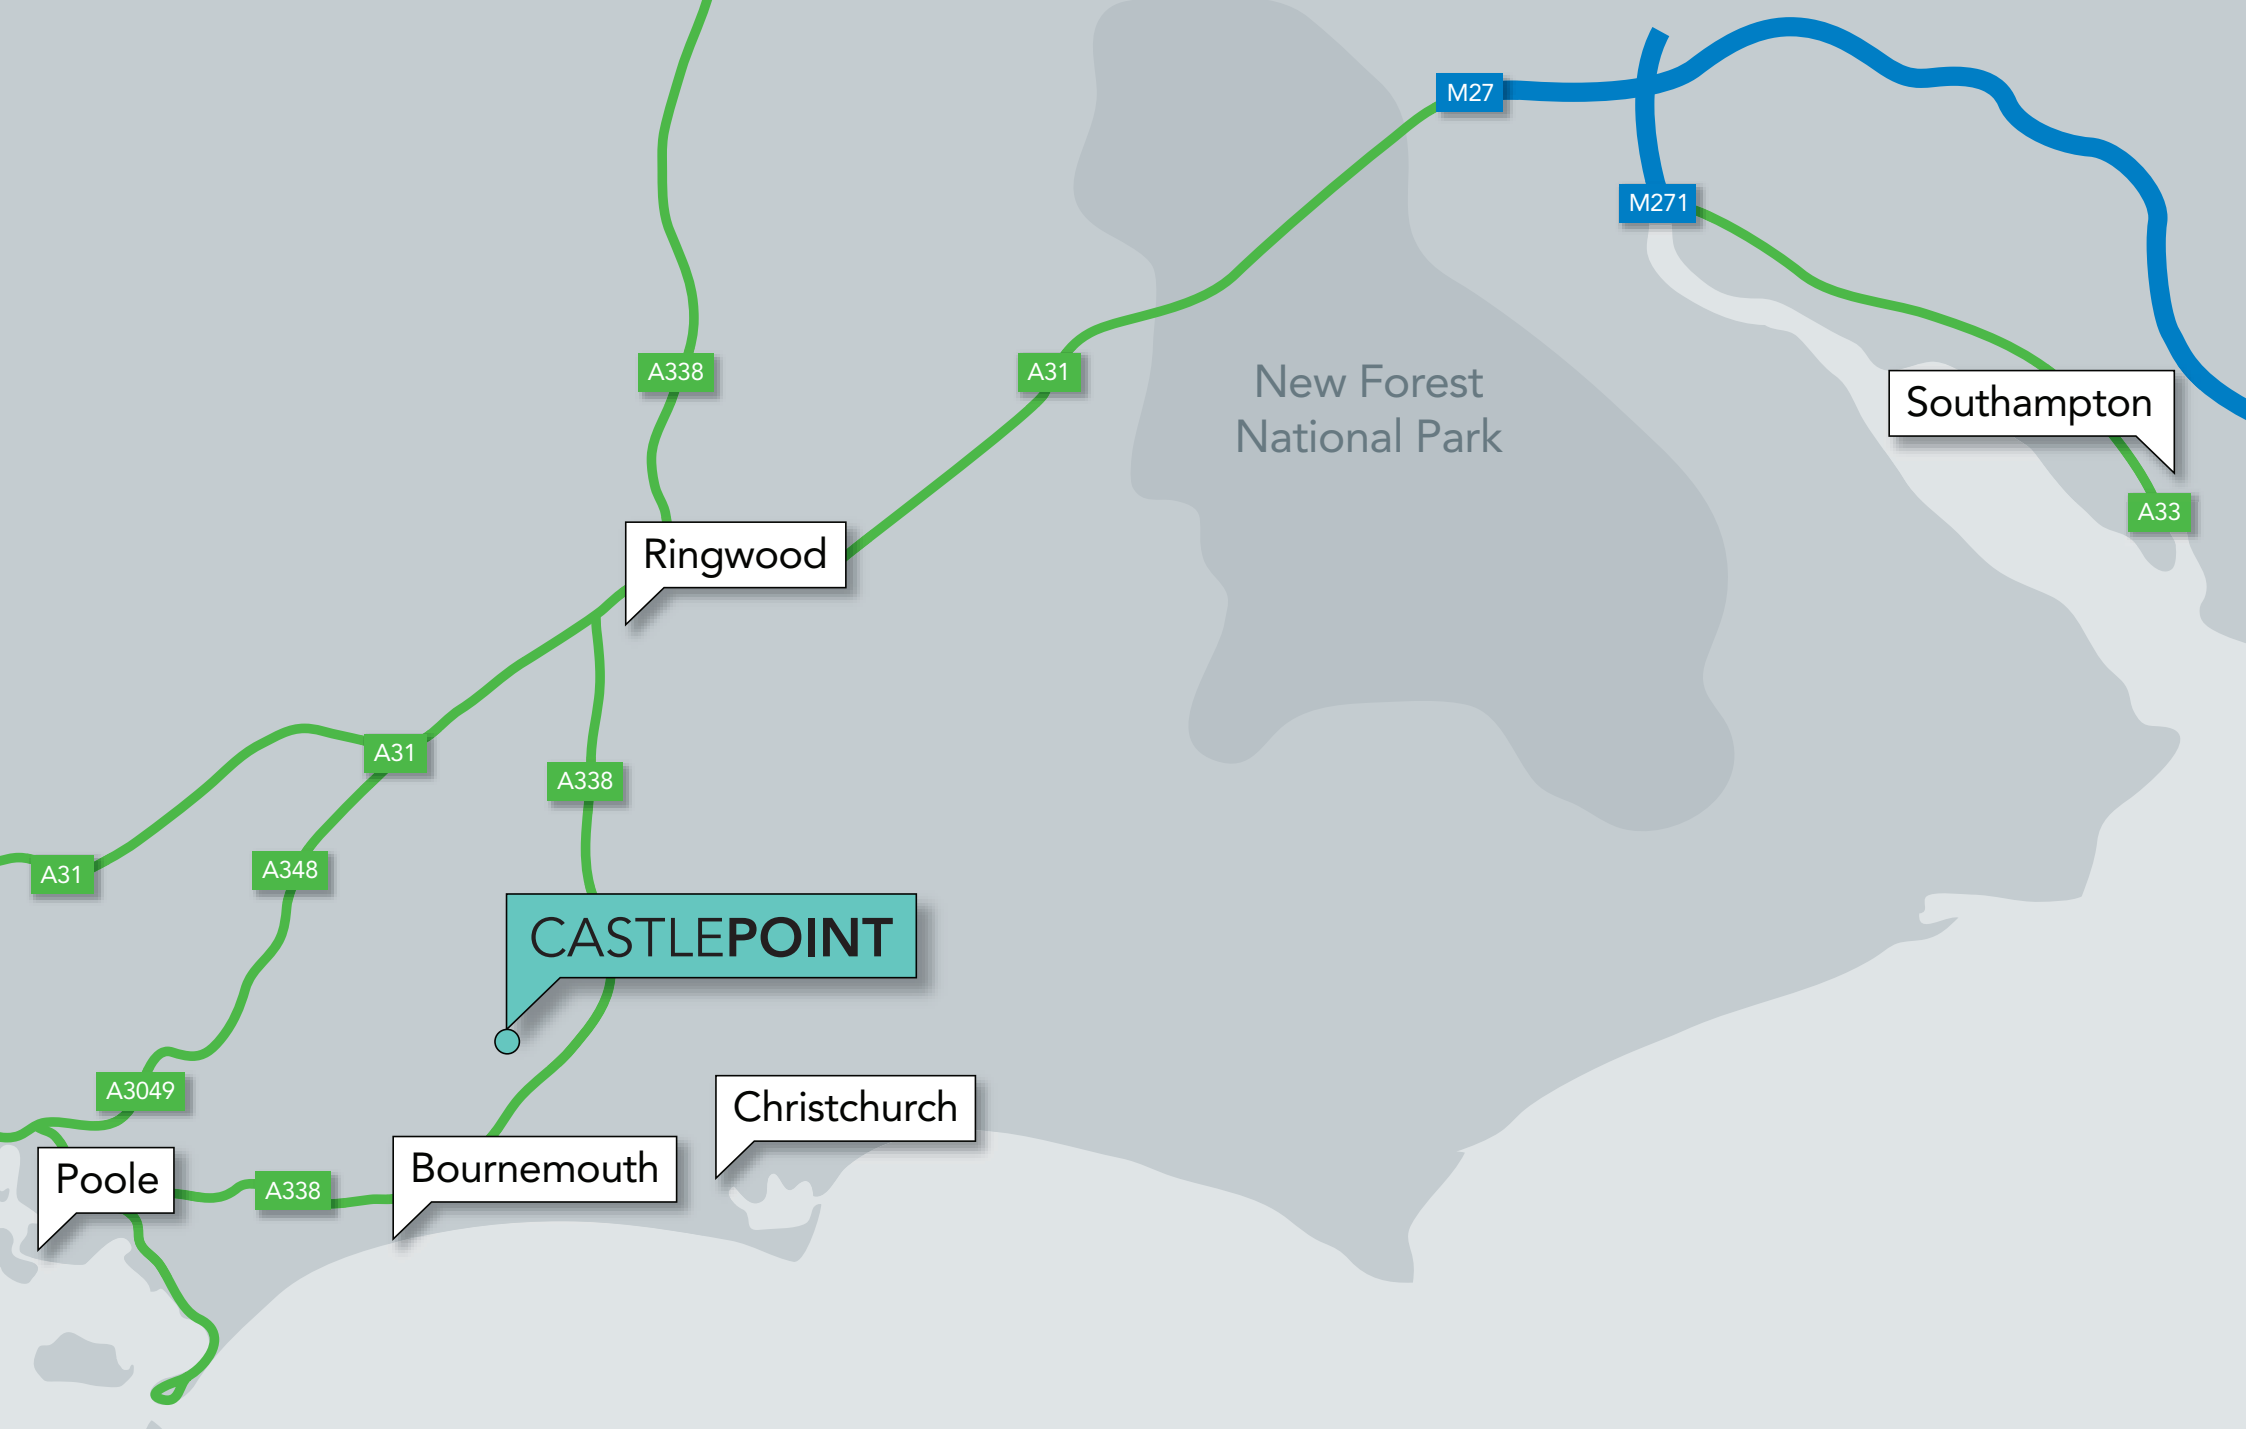 M27
M271
A338
A31
New Forest
National Park
Southampton
A33
Ringwood
A31
A338
A31
A348
CASTLEPOINT
A3049
Christchurch
Poole
A338
Bournemouth